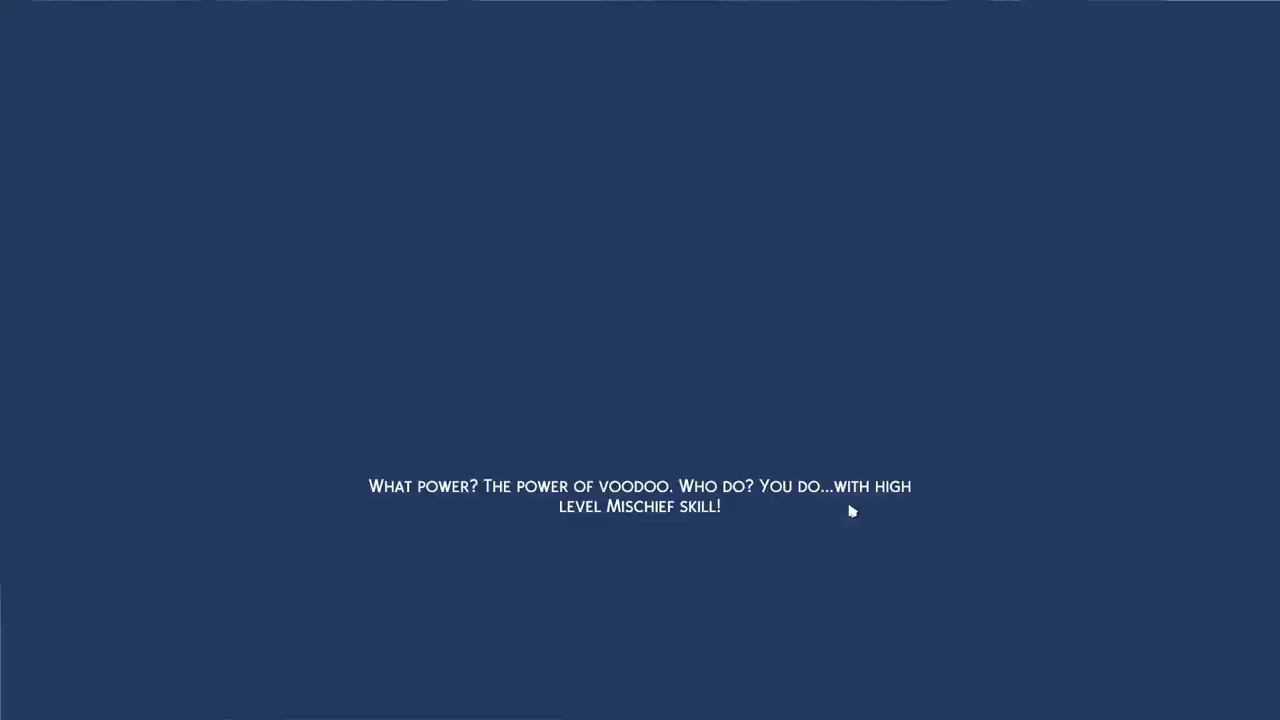 What power? The power of voodoo. Who do? You do...with high
level Mischief skill!